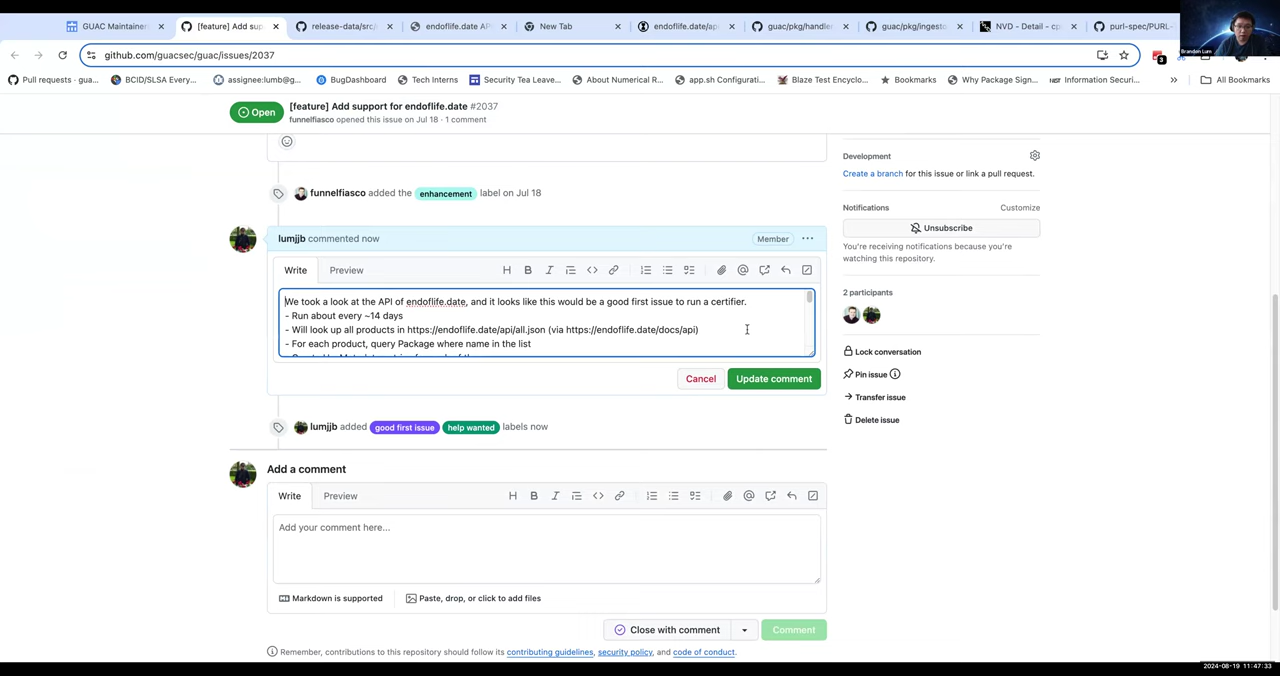 GUAC Maintainer
[feature] Add sup
release-data/src/
endoflife.date AP
New Tab
endoflife.date/ap
guac/pkg/handler
guac/pkg/ingesto
NVD - Detail - cp
purl-spec/PURL-
github.com/guacsec/guac/issues/2037
3
Brandon Lum
Pull requests · gua...
BCID/SLSA Every...
assignee:lumb@g...
BugDashboard
Tech Interns
Security Tea Leave...
About Numerical R...
app.sh Configurati...
Blaze Test Encyclo...
Bookmarks
Why Package Sign...
Information Securi...
»
All Bookmarks
Open
[feature] Add support for endoflife.date #2037
funnelfiasco opened this issue on Jul 18 · 1 comment
Development
Create a branch for this issue or link a pull request.
funnelfiasco added the enhancement label on Jul 18
Notifications
Customize
Unsubscribe
You're receiving notifications because you're
watching this repository.
lumjjb commented now
Member
Write
Preview
We took a look at the API of endoflife.date, and it looks like this would be a good first issue to run a certifier.
- Run about every ~14 days
- Will look up all products in https://endoflife.date/api/all.json (via https://endoflife.date/docs/api)
- For each product, query Package where name in the list
2 participants
Lock conversation
Pin issue
Transfer issue
Delete issue
Cancel
Update comment
lumjjb added good first issue help wanted labels now
Add a comment
Write
Preview
Add your comment here...
Markdown is supported
Paste, drop, or click to add files
Close with comment
Comment
Remember, contributions to this repository should follow its contributing guidelines, security policy, and code of conduct.
2024-08-19 11:47:33